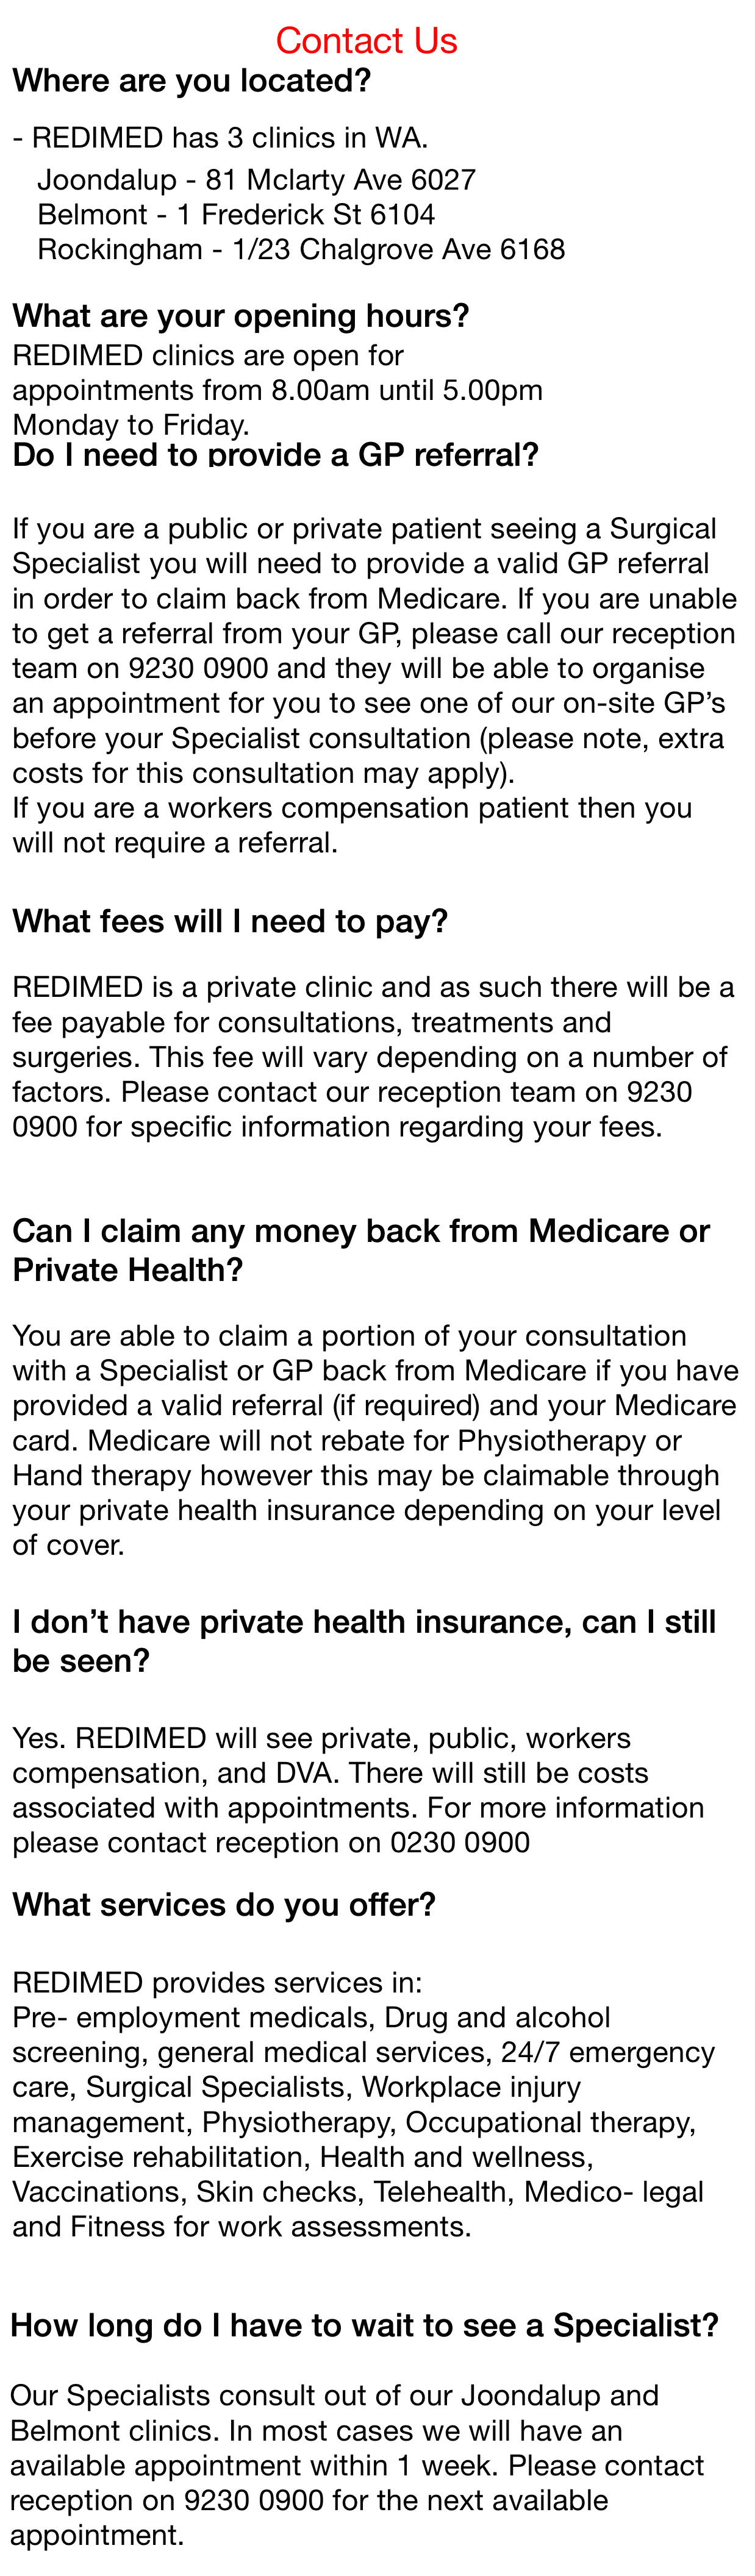 Contact Us
Where are you located?
- REDIMED has 3 clinics in WA.
Joondalup - 81 Mclarty Ave 6027
Belmont - 1 Frederick St 6104
Rockingham - 1/23 Chalgrove Ave 6168
What are your opening hours?
REDIMED clinics are open for
appointments from 8.00am until 5.00pm
Monday to Friday.
Do I need to provide a GP referral?
If you are a public or private patient seeing a Surgical
Specialist you will need to provide a valid GP referral
in order to claim back from Medicare. If you are unable
to get a referral from your GP, please call our reception
team on 9230 0900 and they will be able to organise
an appointment for you to see one of our on-site GP’s
before your Specialist consultation (please note, extra
costs for this consultation may apply).
If you are a workers compensation patient then you
will not require a referral.
What fees will I need to pay?
REDIMED is a private clinic and as such there will be a
fee payable for consultations, treatments and
surgeries. This fee will vary depending on a number of
factors. Please contact our reception team on 9230
0900 for specific information regarding your fees.
Can I claim any money back from Medicare or
Private Health?
You are able to claim a portion of your consultation
with a Specialist or GP back from Medicare if you have
provided a valid referral (if required) and your Medicare
card. Medicare will not rebate for Physiotherapy or
Hand therapy however this may be claimable through
your private health insurance depending on your level
of cover.
I don’t have private health insurance, can I still
be seen?
Yes. REDIMED will see private, public, workers
compensation, and DVA. There will still be costs
associated with appointments. For more information
please contact reception on 0230 0900
What services do you offer?
REDIMED provides services in:
Pre- employment medicals, Drug and alcohol
screening, general medical services, 24/7 emergency
care, Surgical Specialists, Workplace injury
management, Physiotherapy, Occupational therapy,
Exercise rehabilitation, Health and wellness,
Vaccinations, Skin checks, Telehealth, Medico- legal
and Fitness for work assessments.
How long do I have to wait to see a Specialist?
Our Specialists consult out of our Joondalup and
Belmont clinics. In most cases we will have an
available appointment within 1 week. Please contact
reception on 9230 0900 for the next available
appointment.